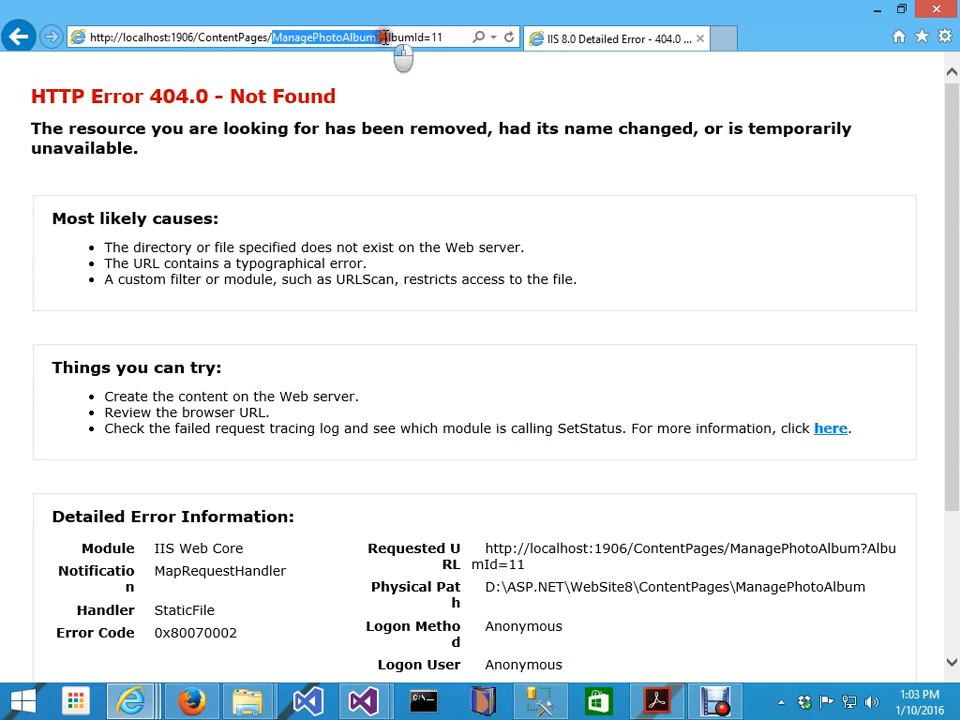 http://localhost:1906/ContentPages/ManagePhotoAlbum?AlbumId=11
IIS 8.0 Detailed Error - 404.0 ...
HTTP Error 404.0 - Not Found
The resource you are looking for has been removed, had its name changed, or is temporarily
unavailable.
Most likely causes:
• The directory or file specified does not exist on the Web server.
• The URL contains a typographical error.
• A custom filter or module, such as URLScan, restricts access to the file.
Things you can try:
• Create the content on the Web server.
• Review the browser URL.
• Check the failed request tracing log and see which module is calling SetStatus. For more information, click here.
Detailed Error Information:
Module IIS Web Core
Notificatio MapRequestHandler
n
Handler StaticFile
Error Code 0x80070002
Requested U http://localhost:1906/ContentPages/ManagePhotoAlbum?Albu
RL mId=11
Physical Pat D:\ASP.NET\WebSite8\ContentPages\ManagePhotoAlbum
h
Logon Metho Anonymous
d
Logon User Anonymous
1:03 PM
1/10/2016